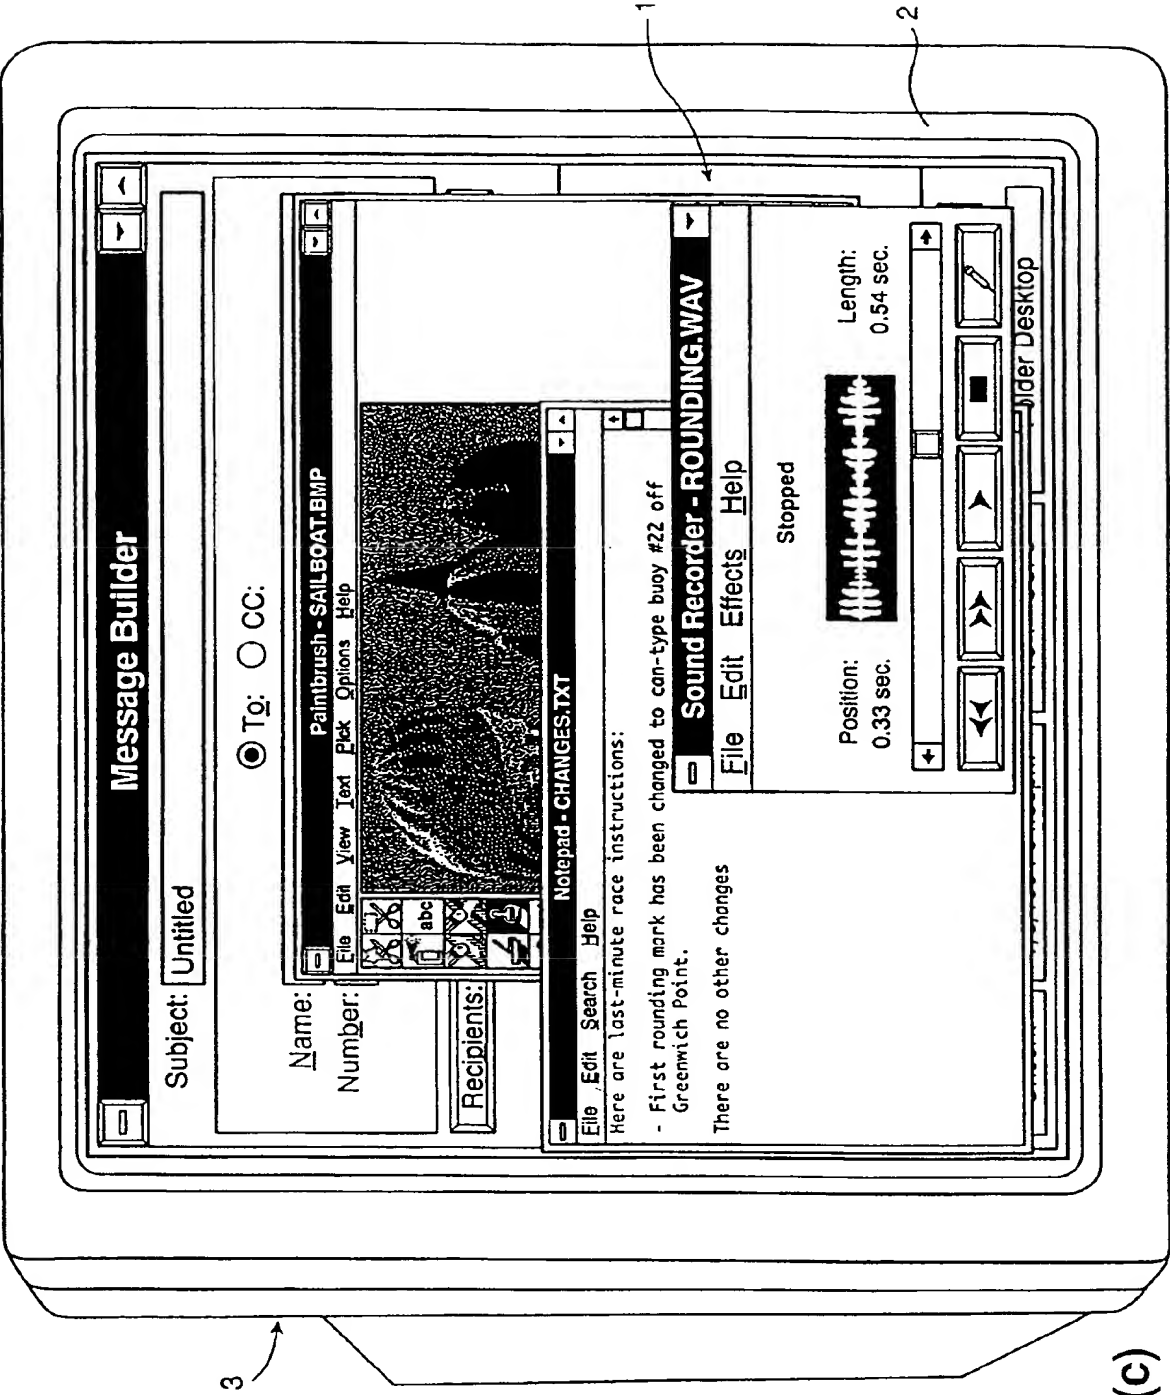 Message Builder
Subject: Untitled
To: CC:
Name:
Number:
Recipients:
Paintbrush - SAILBOAT.BMP
File Edit View Text Pick Options Help
abc
Notepad - CHANGES.TXT
File Edit Search Help
Here are last-minute race instructions:
- First rounding mark has been changed to can-type buoy #22 off
Greenwich Point.
There are no other changes
Sound Recorder - ROUNDING.WAV
File Edit Effects Help
Stopped
Position: Length:
0.33 sec. 0.54 sec.
Desktop
1
2
3
(c)